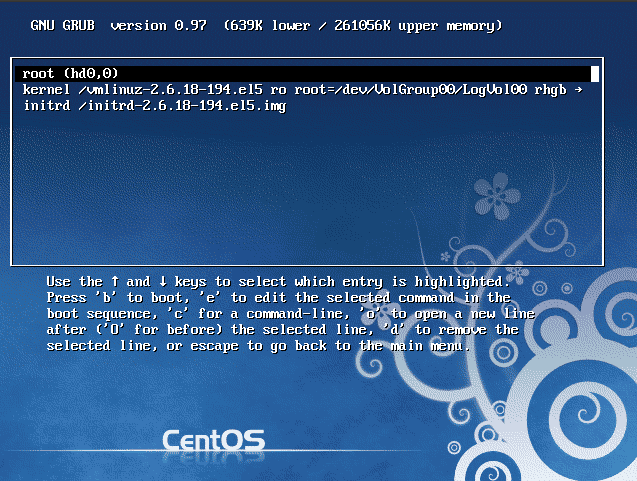 GNU GRUB  version 0.97  (639K lower / 261056K upper memory)
root (hd0,0)
kernel /vmlinuz-2.6.18-194.el5 ro root=/dev/VolGroup00/LogVol00 rhgb →
initrd /initrd-2.6.18-194.el5.img
Use the ↑ and ↓ keys to select which entry is highlighted.
Press 'b' to boot, 'e' to edit the selected command in the
boot sequence, 'c' for a command-line, 'o' to open a new line
after ('O' for before) the selected line, 'd' to remove the
selected line, or escape to go back to the main menu.
CentOS